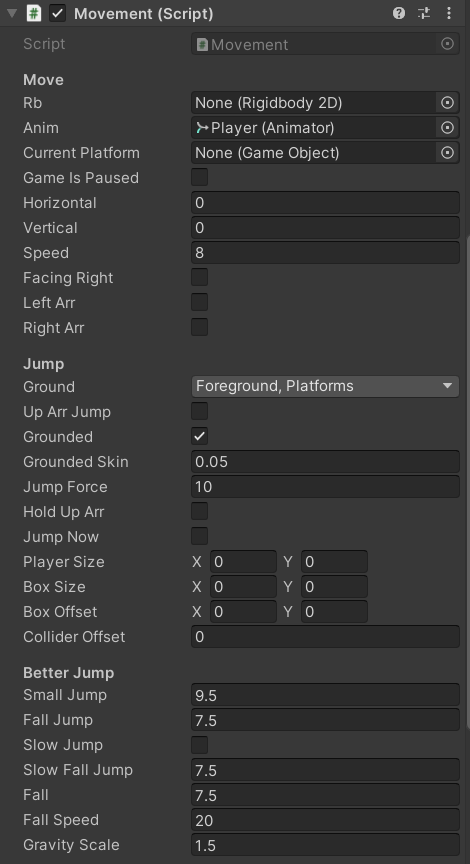 Movement (Script)
Script Movement
Move
Rb None (Rigidbody 2D)
Anim Player (Animator)
Current Platform None (Game Object)
Game Is Paused
Horizontal 0
Vertical 0
Speed 8
Facing Right
Left Arr
Right Arr
Jump
Ground Foreground, Platforms
Up Arr Jump
Grounded
Grounded Skin 0.05
Jump Force 10
Hold Up Arr
Jump Now
Player Size X 0 Y 0
Box Size X 0 Y 0
Box Offset X 0 Y 0
Collider Offset 0
Better Jump
Small Jump 9.5
Fall Jump 7.5
Slow Jump
Slow Fall Jump 7.5
Fall 7.5
Fall Speed 20
Gravity Scale 1.5